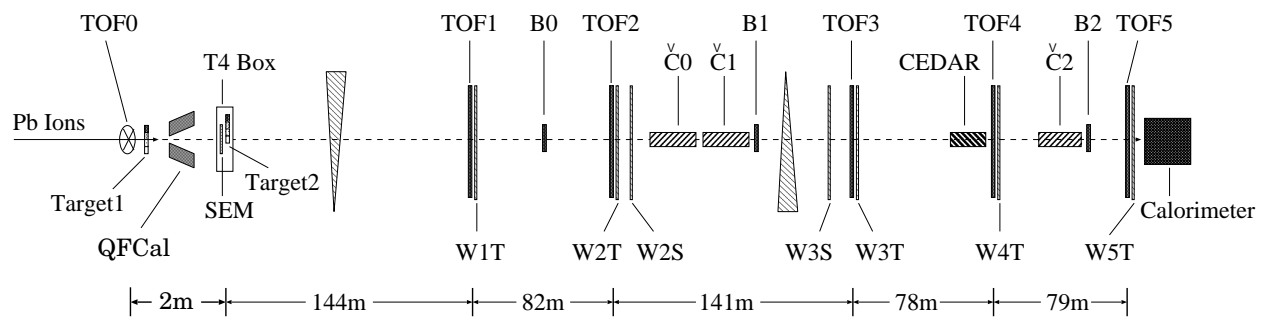 TOF0 TOF1 B0 TOF2 B1 TOF3 TOF4 B2 TOF5
T4 Box Č0 Č1 CEDAR Č2
Pb Ions
Target1 Target2 SEM Calorimeter
QFCal W1T W2T W2S W3S W3T W4T W5T
2m 144m 82m 141m 78m 79m